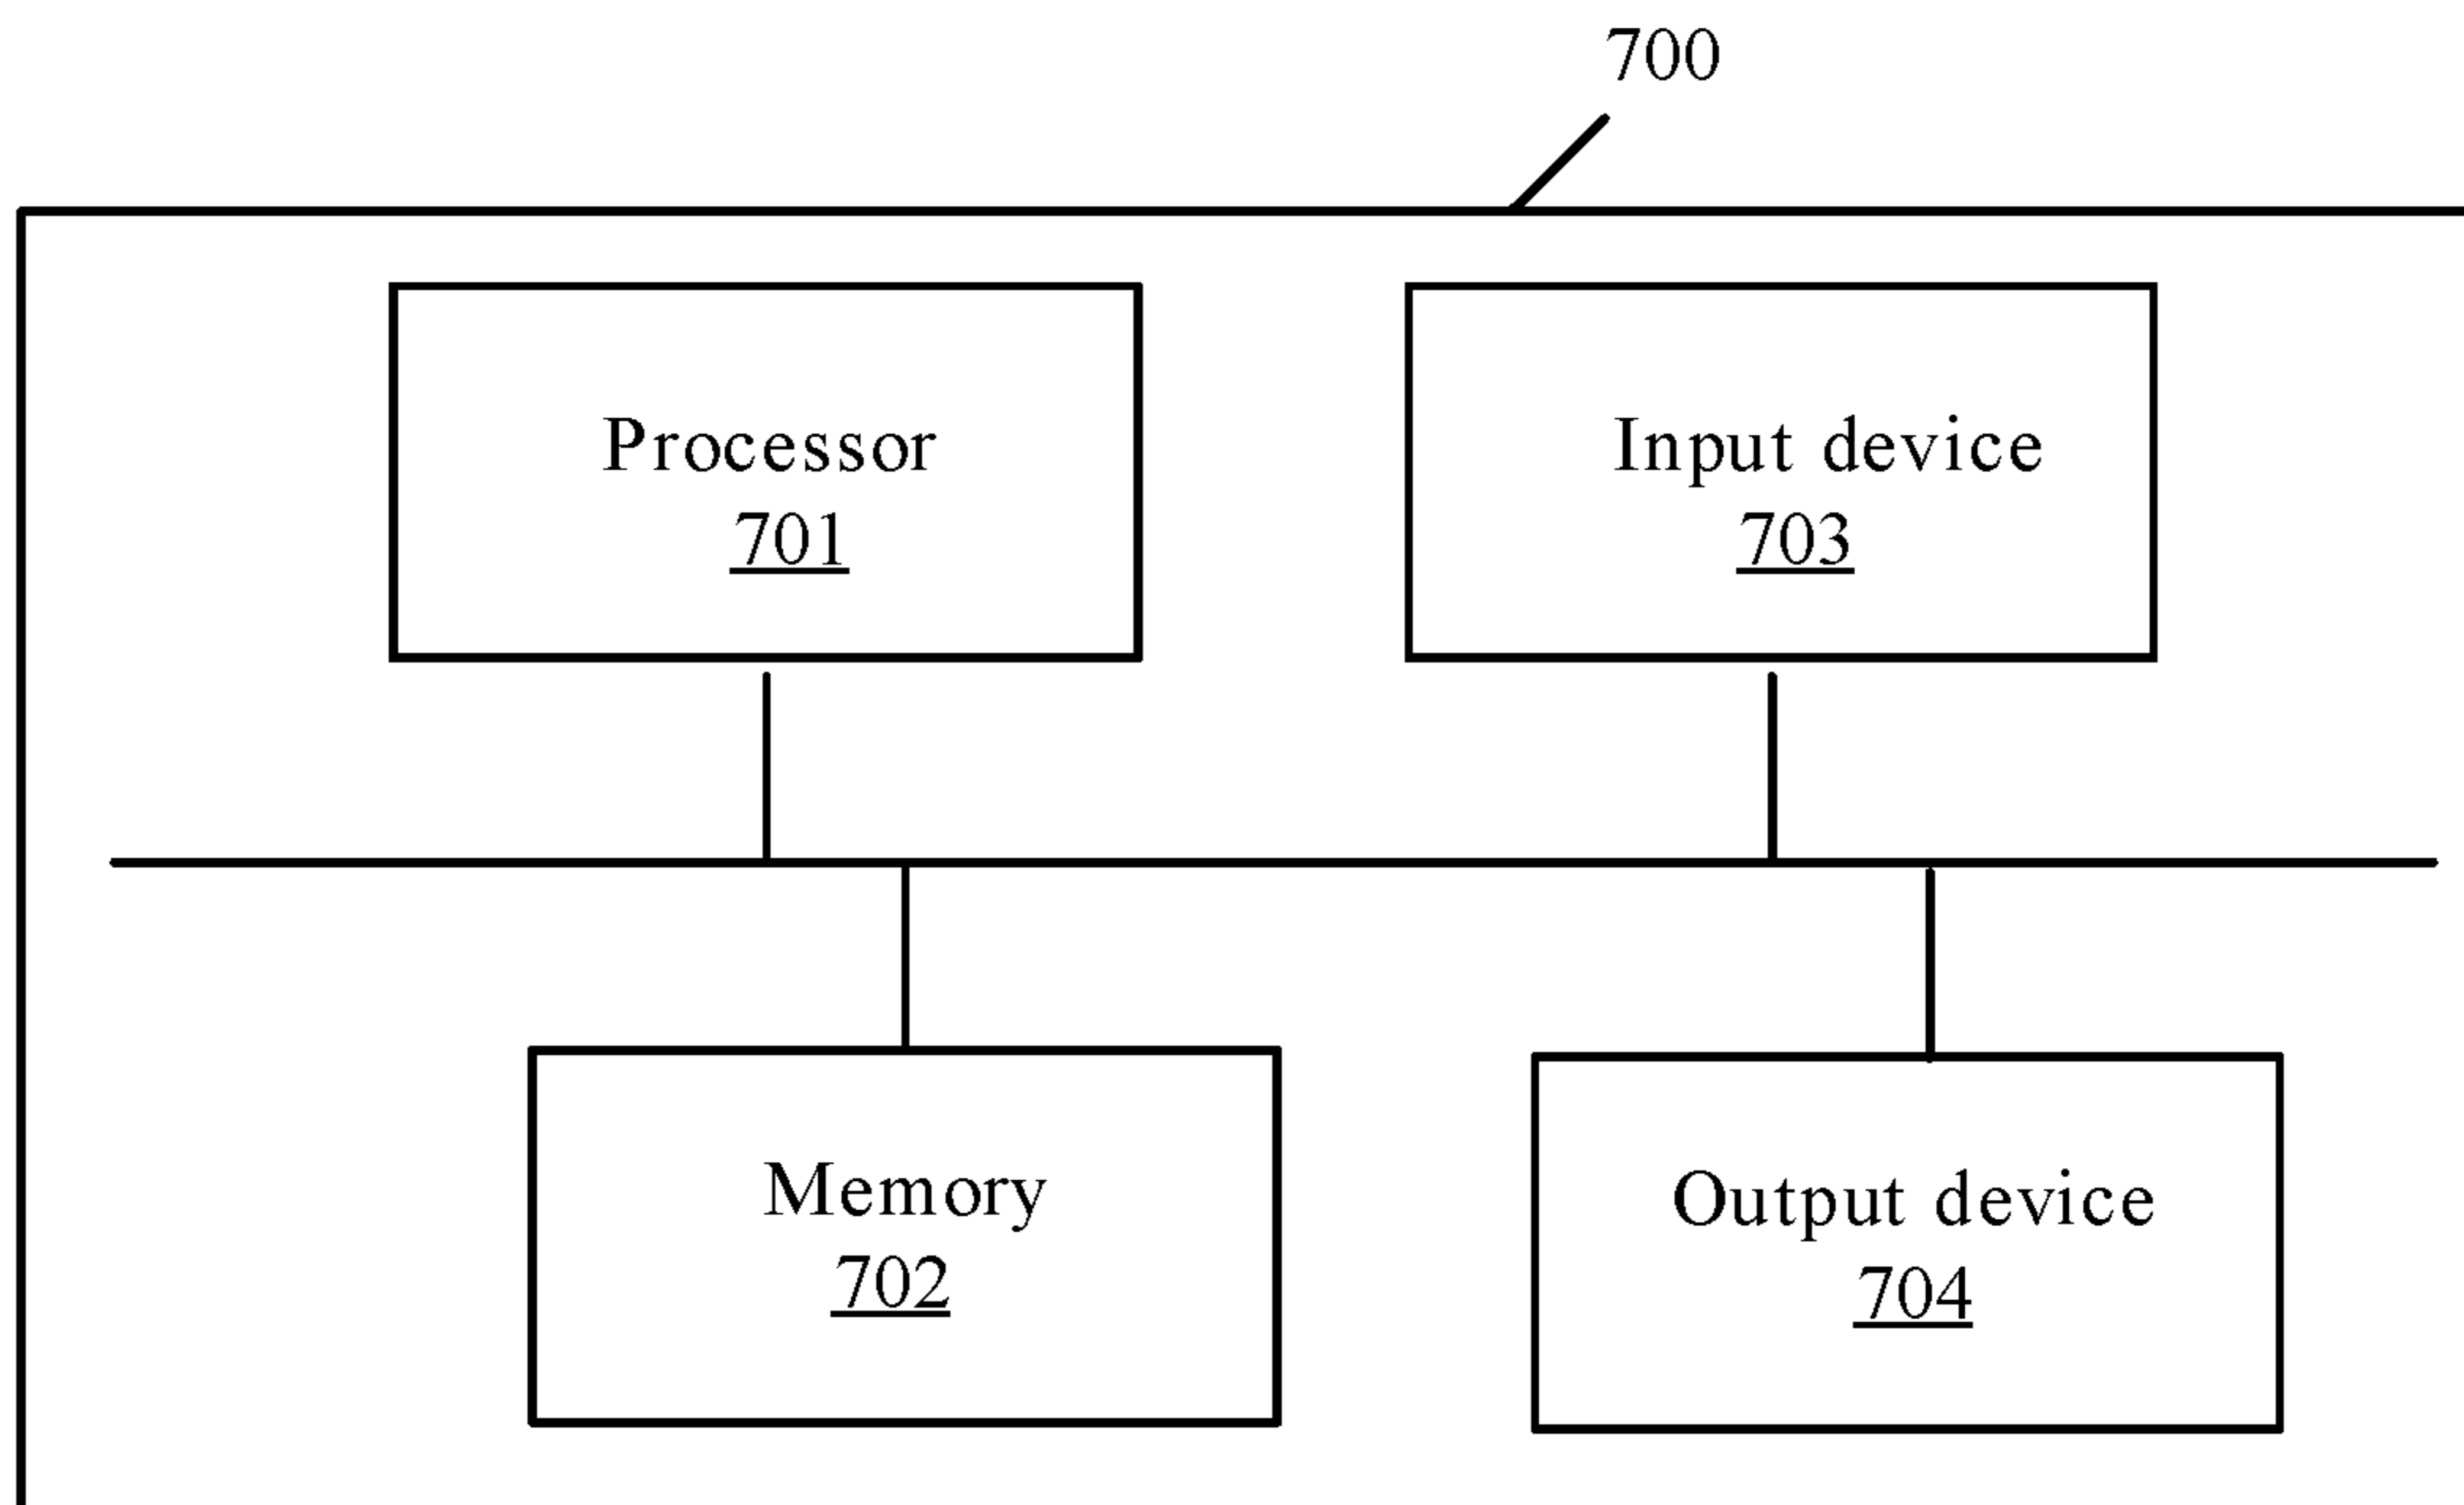 700
Processor
701
Input device
703
Memory
702
Output device
704